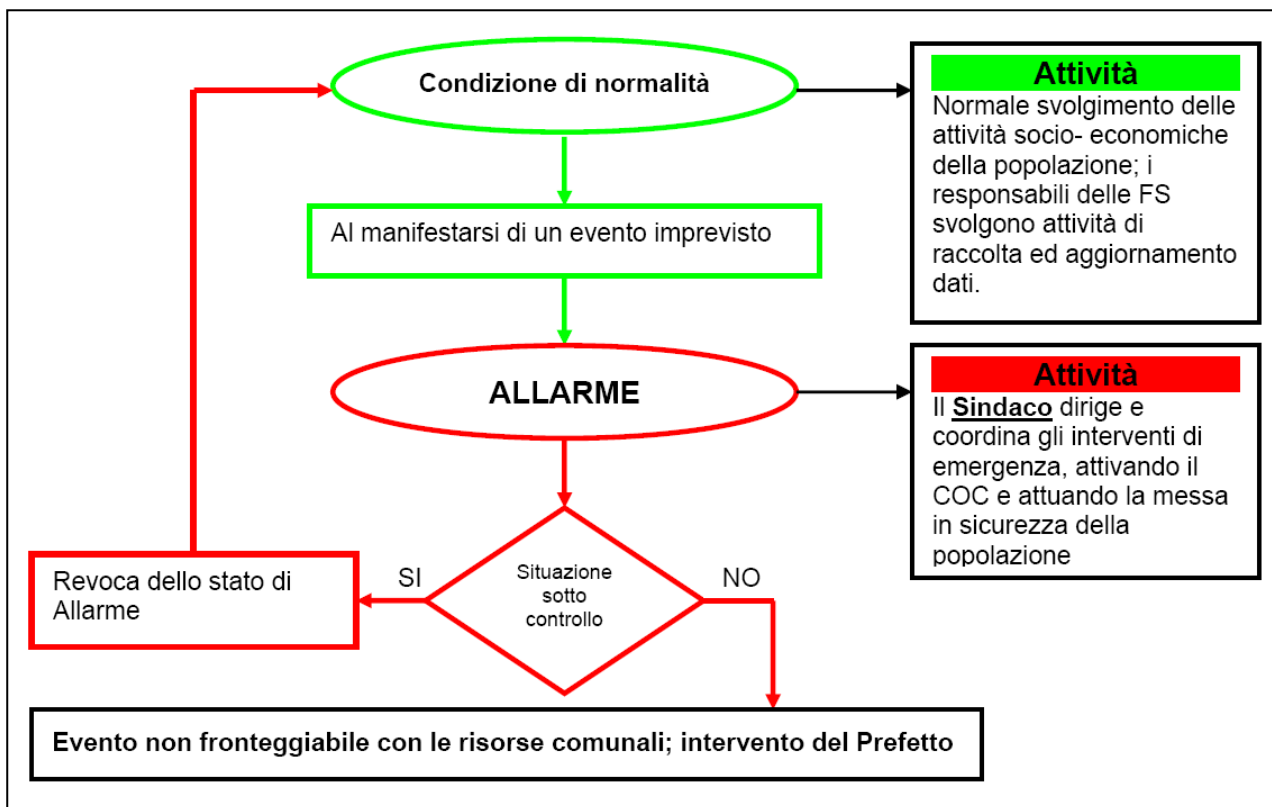 Condizione di normalità
Attività
Normale svolgimento delle
attività socio- economiche
della popolazione; i
responsabili delle FS
svolgono attività di
raccolta ed aggiornamento
dati.
Al manifestarsi di un evento imprevisto
ALLARME
Attività
Il Sindaco dirige e
coordina gli interventi di
emergenza, attivando il
COC e attuando la messa
in sicurezza della
popolazione
Situazione
sotto
controllo
SI
NO
Revoca dello stato di
Allarme
Evento non fronteggiabile con le risorse comunali; intervento del Prefetto